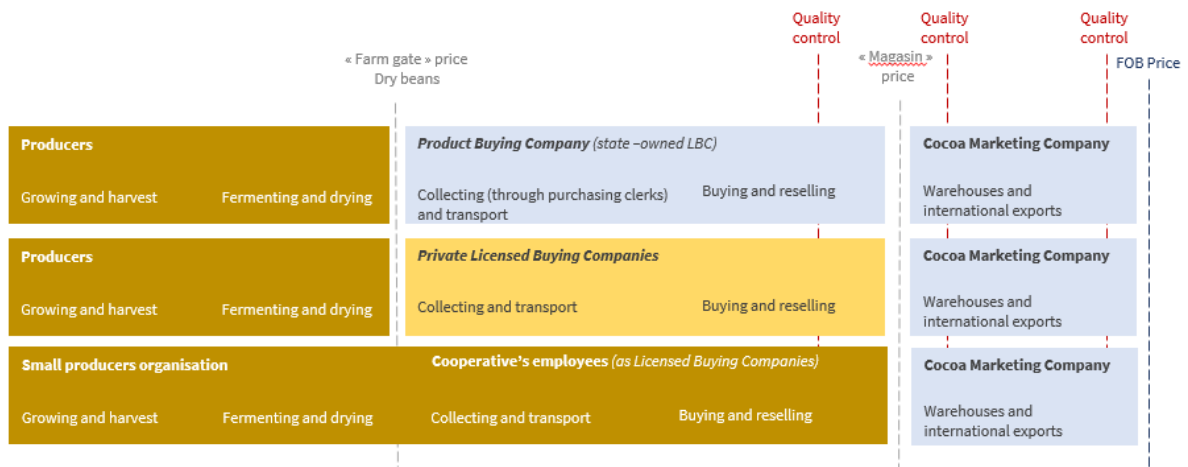 Quality
control
Quality
control
Quality
control
« Farm gate » price
Dry beans
« Magasin »
price
FOB Price
Producers
Growing and harvest
Fermenting and drying
Product Buying Company (state –owned LBC)
Collecting (through purchasing clerks)
and transport
Buying and reselling
Cocoa Marketing Company
Warehouses and
international exports
Producers
Growing and harvest
Fermenting and drying
Private Licensed Buying Companies
Collecting and transport
Buying and reselling
Cocoa Marketing Company
Warehouses and
international exports
Small producers organisation
Growing and harvest
Fermenting and drying
Cooperative’s employees (as Licensed Buying Companies)
Collecting and transport
Buying and reselling
Cocoa Marketing Company
Warehouses and
international exports